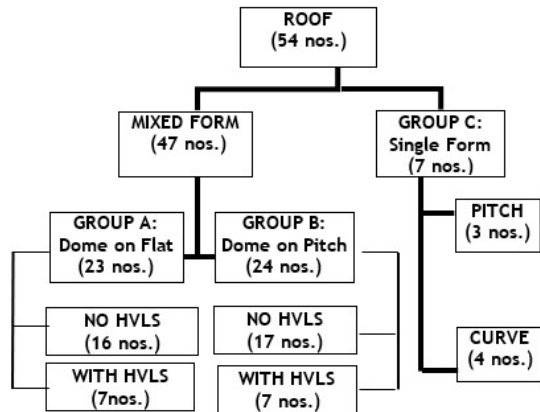 ROOF
(54 nos.)
MIXED FORM
(47 nos.)
GROUP C:
Single Form
(7 nos.)
GROUP A:
Dome on Flat
(23 nos.)
GROUP B:
Dome on Pitch
(24 nos.)
PITCH
(3 nos.)
NO HVLS
(16 nos.)
NO HVLS
(17 nos.)
CURVE
(4 nos.)
WITH HVLS
(7nos.)
WITH HVLS
(7 nos.)